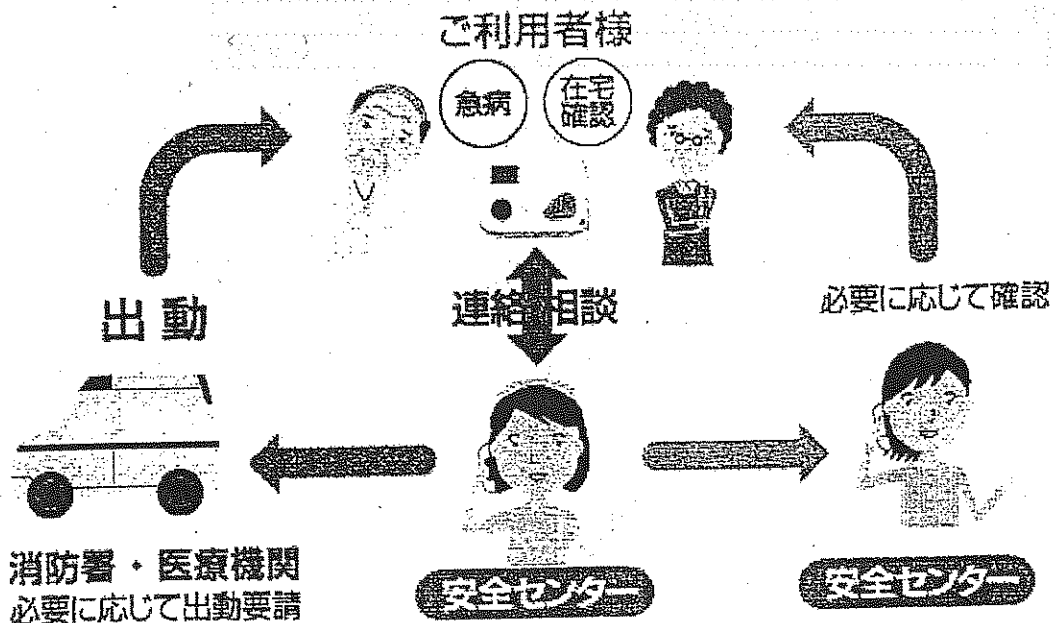 ご利用者様
急病
在宅
確認
出動
連絡・相談
必要に応じて確認
消防署・医療機関
必要に応じて出動要請
安全センター
安全センター